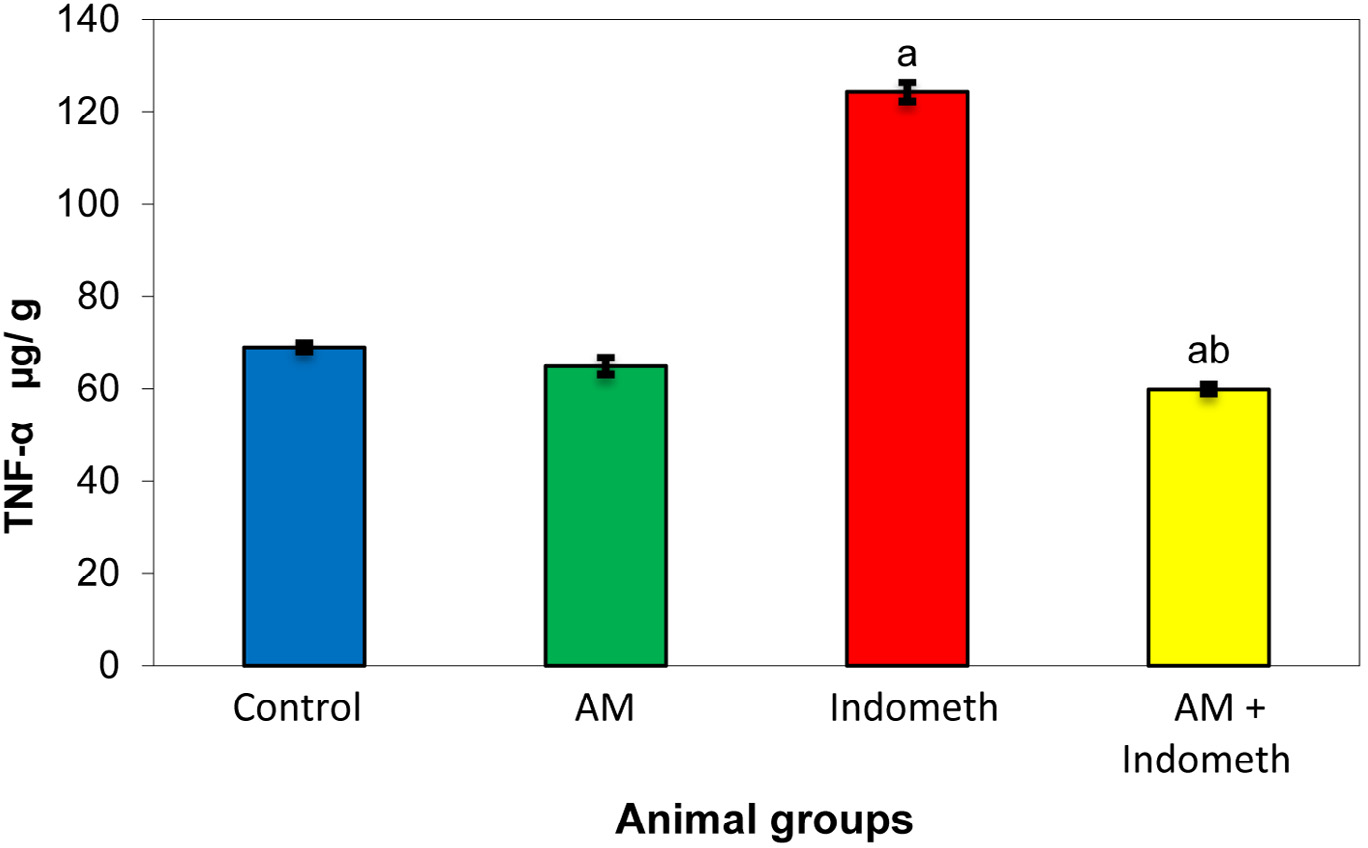 140
120
100
80
60
40
20
0
TNF-α μg/ g
a
ab
Control
AM
Indometh
AM +
Indometh
Animal groups